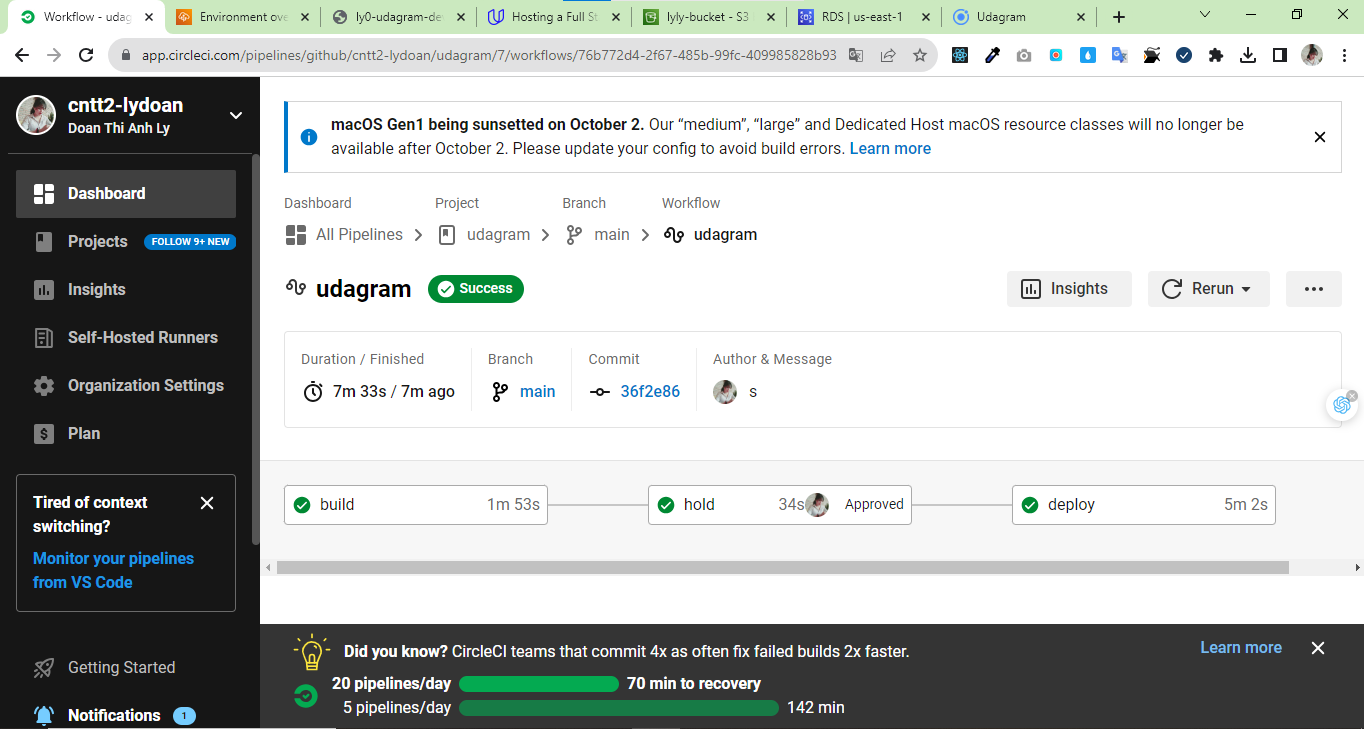 Workflow - udag
Environment ove
ly0-udagram-de
Hosting a Full St
lyly-bucket - S3
RDS | us-east-1
Udagram
app.circleci.com/pipelines/github/cntt2-lydoan/udagram/7/workflows/76b772d4-2f67-485b-99fc-409985828b93
cntt2-lydoan
Doan Thi Anh Ly
Dashboard
Projects FOLLOW 9+ NEW
Insights
Self-Hosted Runners
Organization Settings
Plan
Tired of context
switching?
Monitor your pipelines
from VS Code
Getting Started
Notifications 1
macOS Gen1 being sunsetted on October 2. Our “medium”, “large” and Dedicated Host macOS resource classes will no longer be
available after October 2. Please update your config to avoid build errors. Learn more
Dashboard Project Branch Workflow
All Pipelines udagram main udagram
udagram Success
Insights Rerun
Duration / Finished Branch Commit Author & Message
7m 33s / 7m ago main 36f2e86 s
build 1m 53s hold 34s Approved deploy 5m 2s
Did you know? CircleCI teams that commit 4x as often fix failed builds 2x faster. Learn more
20 pipelines/day 70 min to recovery
5 pipelines/day 142 min